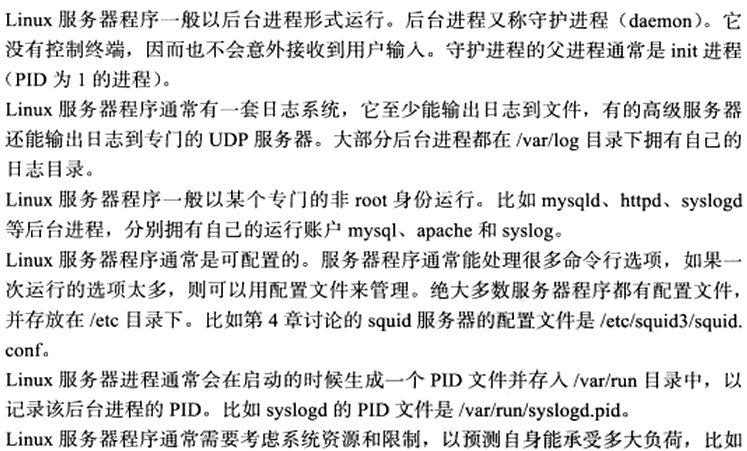 Linux 服务器程序一般以后台进程形式运行。后台进程又称守护进程（daemon）。它
没有控制终端，因而也不会意外接收到用户输入。守护进程的父进程通常是 init 进程
（PID 为 1 的进程）。
Linux 服务器程序通常有一套日志系统，它至少能输出日志到文件，有的高级服务器
还能输出日志到专门的 UDP 服务器。大部分后台进程都在 /var/log 目录下拥有自己的
日志目录。
Linux 服务器程序一般以某个专门的非 root 身份运行。比如 mysqld、httpd、syslogd
等后台进程，分别拥有自己的运行账户 mysql、apache 和 syslog。
Linux 服务器程序通常是可配置的。服务器程序通常能处理很多命令行选项，如果一
次运行的选项太多，则可以用配置文件来管理。绝大多数服务器程序都有配置文件，
并存放在 /etc 目录下。比如第 4 章讨论的 squid 服务器的配置文件是 /etc/squid3/squid.
conf。
Linux 服务器进程通常会在启动的时候生成一个 PID 文件并存入 /var/run 目录中，以
记录该后台进程的 PID。比如 syslogd 的 PID 文件是 /var/run/syslogd.pid。
Linux 服务器程序通常需要考虑系统资源和限制，以预测自身能承受多大负荷，比如